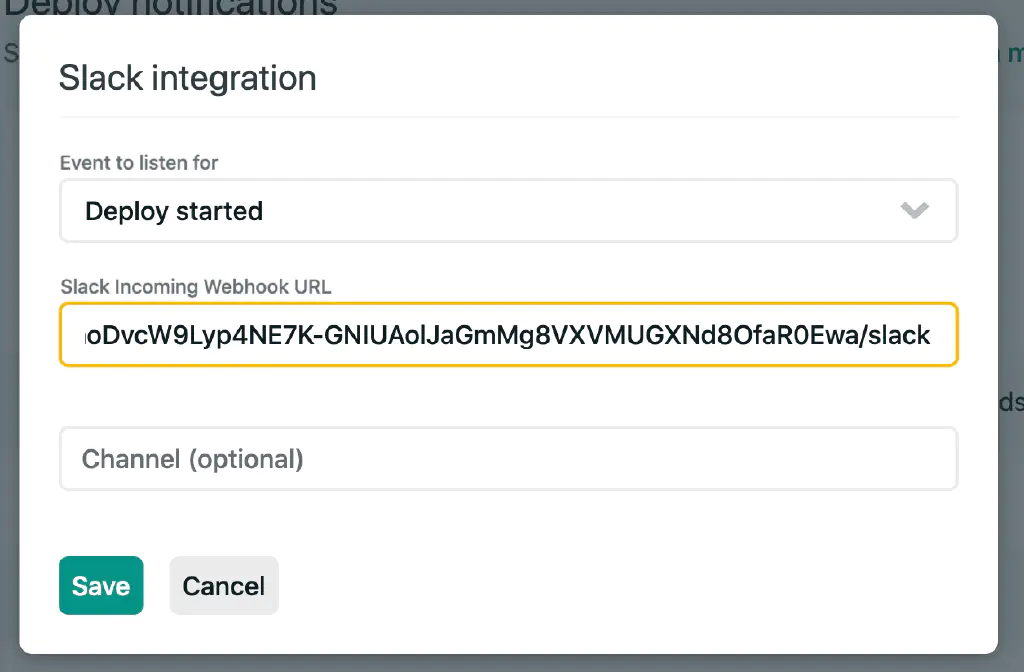 Deploy notifications
Slack integration
Event to listen for
Deploy started
Slack Incoming Webhook URL
oDvcW9Lyp4NE7K-GNIUAolJaGmMg8VXVMUGXNd8OfaR0Ewa/slack
Channel (optional)
Save
Cancel